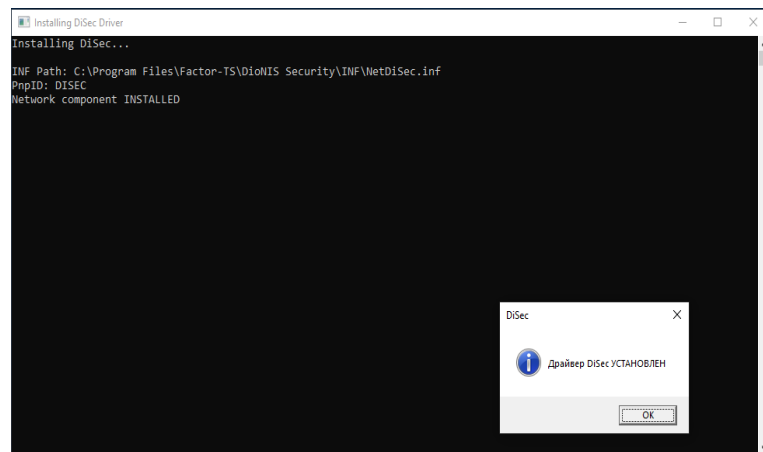 Installing DiSec Driver
Installing DiSec...
INF Path: C:\Program Files\Factor-TS\DioNIS Security\INF\NetDiSec.inf
PnpID: DISEC
Network component INSTALLED
DiSec
Драйвер DiSec УСТАНОВЛЕН
OK